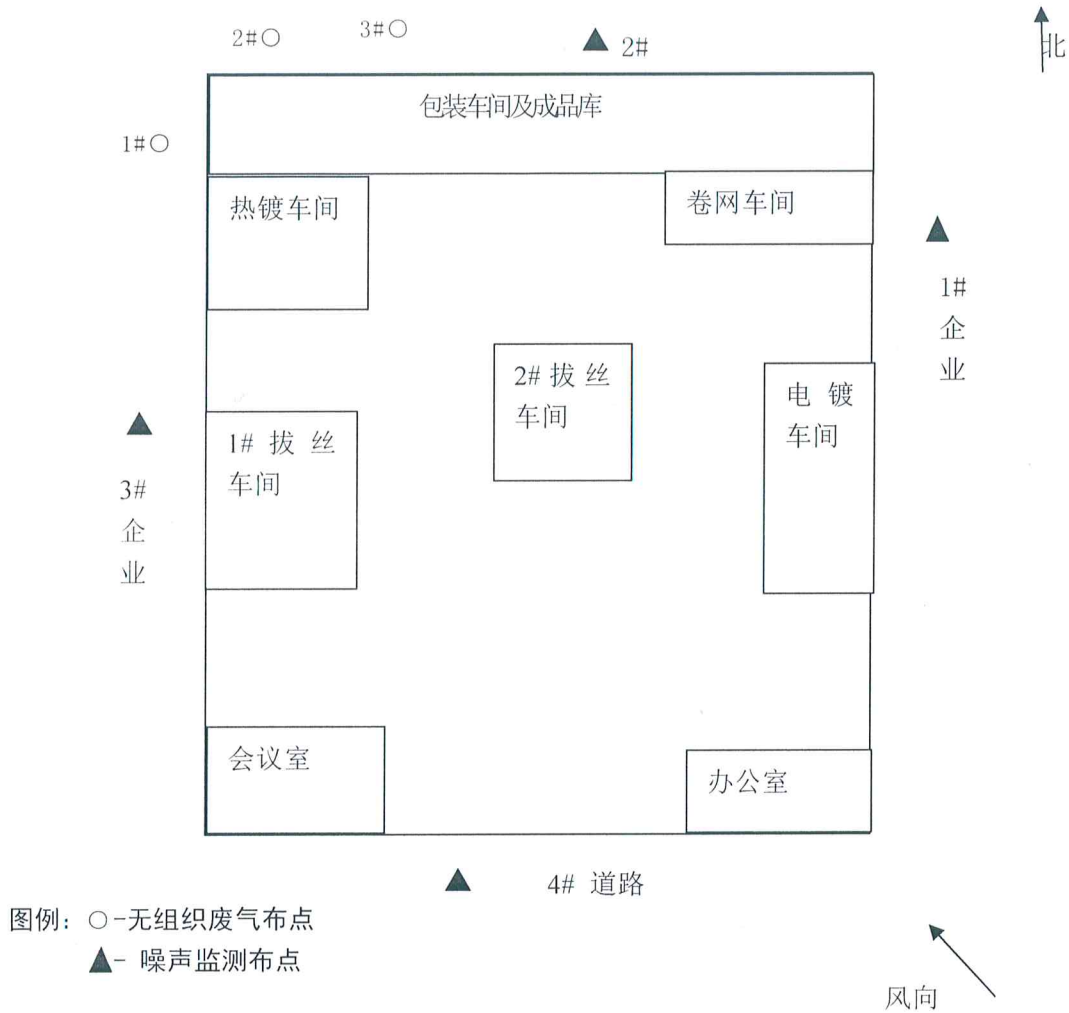 3#○
2#○
▲ 2#
北
包装车间及成品库
1#○
热镀车间
卷网车间
1#
企
业
2# 拔 丝
车间
电 镀
车间
1# 拔 丝
车间
3#
企
业
会议室
办公室
4# 道路
图例：○-无组织废气布点
▲- 噪声监测布点
风向